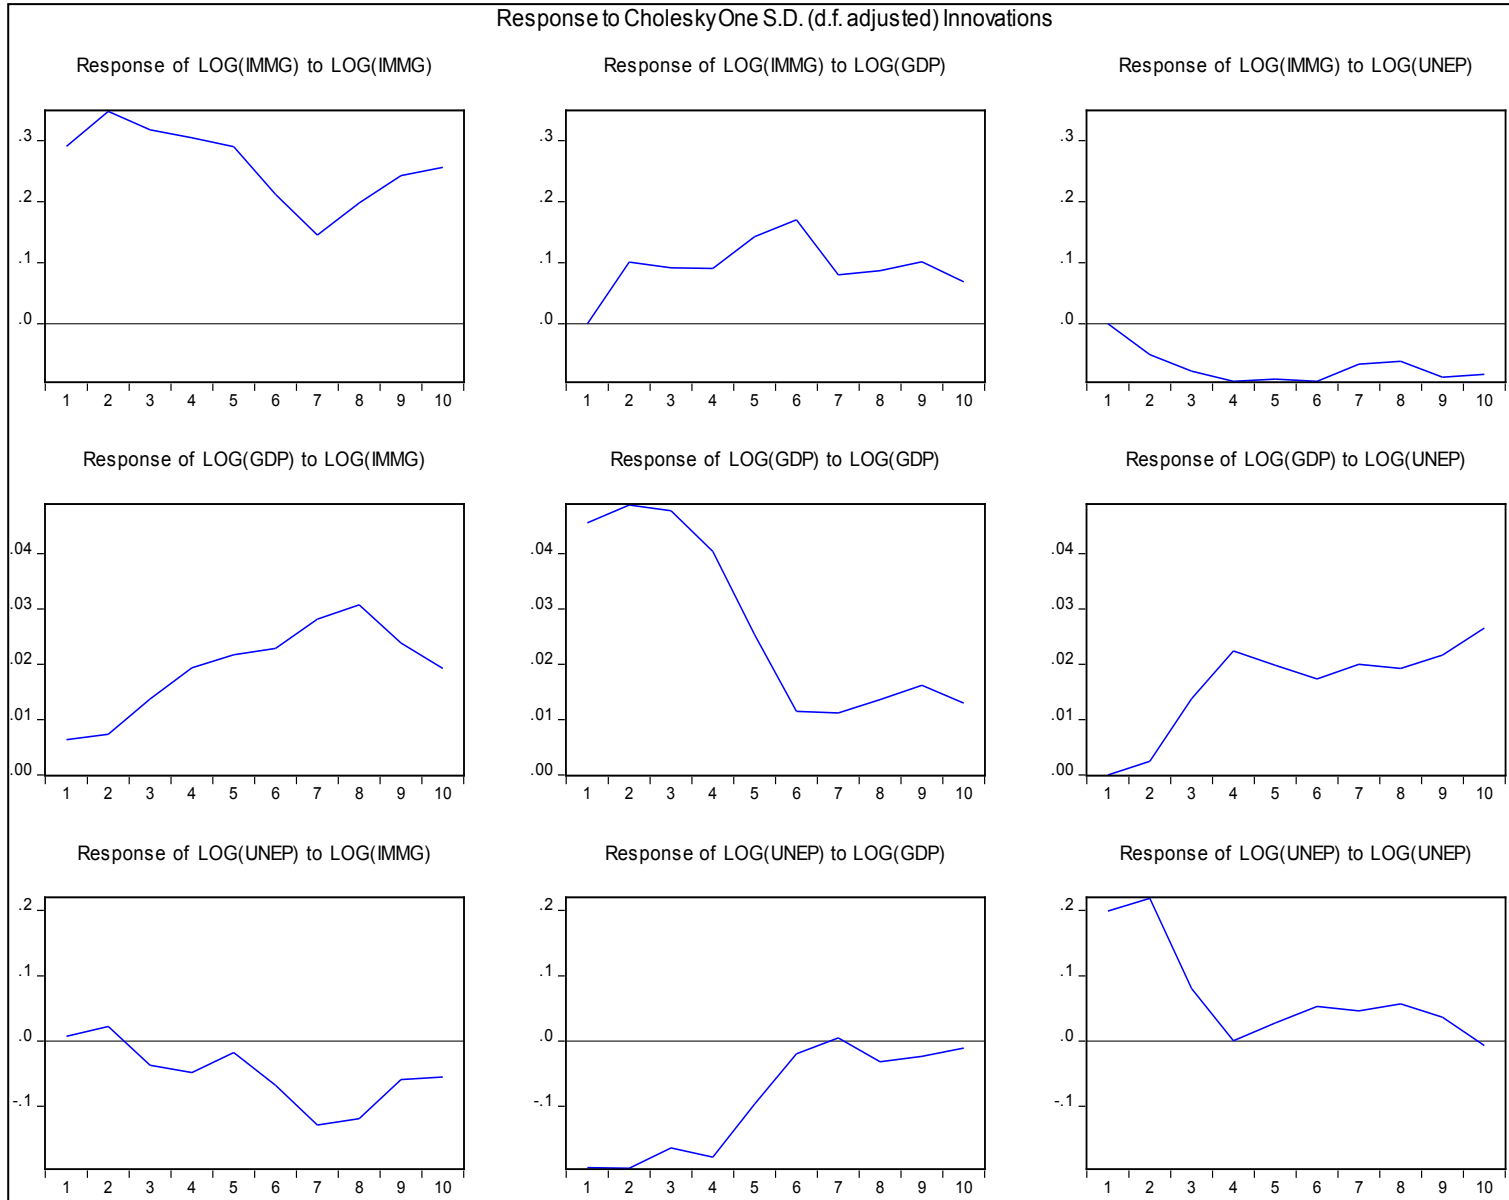 Response to Cholesky One S.D. (d.f. adjusted) Innovations
Response of LOG(IMMG) to LOG(IMMG)
.3
.2
.1
.0
1 2 3 4 5 6 7 8 9 10
Response of LOG(IMMG) to LOG(GDP)
.3
.2
.1
.0
1 2 3 4 5 6 7 8 9 10
Response of LOG(IMMG) to LOG(UNEP)
.3
.2
.1
.0
1 2 3 4 5 6 7 8 9 10
Response of LOG(GDP) to LOG(IMMG)
.04
.03
.02
.01
.00
1 2 3 4 5 6 7 8 9 10
Response of LOG(GDP) to LOG(GDP)
.04
.03
.02
.01
.00
1 2 3 4 5 6 7 8 9 10
Response of LOG(GDP) to LOG(UNEP)
.04
.03
.02
.01
.00
1 2 3 4 5 6 7 8 9 10
Response of LOG(UNEP) to LOG(IMMG)
.2
.1
.0
-.1
1 2 3 4 5 6 7 8 9 10
Response of LOG(UNEP) to LOG(GDP)
.2
.1
.0
-.1
1 2 3 4 5 6 7 8 9 10
Response of LOG(UNEP) to LOG(UNEP)
.2
.1
.0
-.1
1 2 3 4 5 6 7 8 9 10